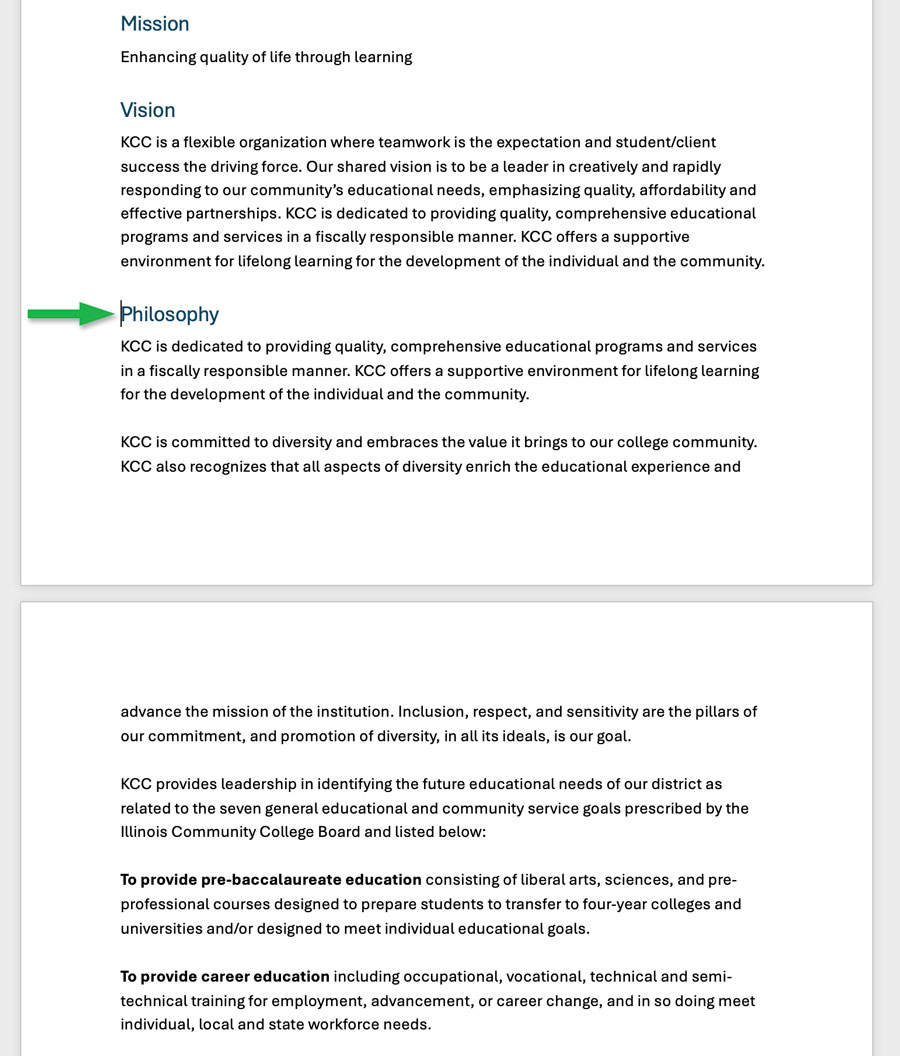 Mission
Enhancing quality of life through learning
Vision
KCC is a flexible organization where teamwork is the expectation and student/client
success the driving force. Our shared vision is to be a leader in creatively and rapidly
responding to our community’s educational needs, emphasizing quality, affordability and
effective partnerships. KCC is dedicated to providing quality, comprehensive educational
programs and services in a fiscally responsible manner. KCC offers a supportive
environment for lifelong learning for the development of the individual and the community.
Philosophy
KCC is dedicated to providing quality, comprehensive educational programs and services
in a fiscally responsible manner. KCC offers a supportive environment for lifelong learning
for the development of the individual and the community.
KCC is committed to diversity and embraces the value it brings to our college community.
KCC also recognizes that all aspects of diversity enrich the educational experience and
advance the mission of the institution. Inclusion, respect, and sensitivity are the pillars of
our commitment, and promotion of diversity, in all its ideals, is our goal.
KCC provides leadership in identifying the future educational needs of our district as
related to the seven general educational and community service goals prescribed by the
Illinois Community College Board and listed below:
To provide pre-baccalaureate education consisting of liberal arts, sciences, and pre-
professional courses designed to prepare students to transfer to four-year colleges and
universities and/or designed to meet individual educational goals.
To provide career education including occupational, vocational, technical and semi-
technical training for employment, advancement, or career change, and in so doing meet
individual, local and state workforce needs.